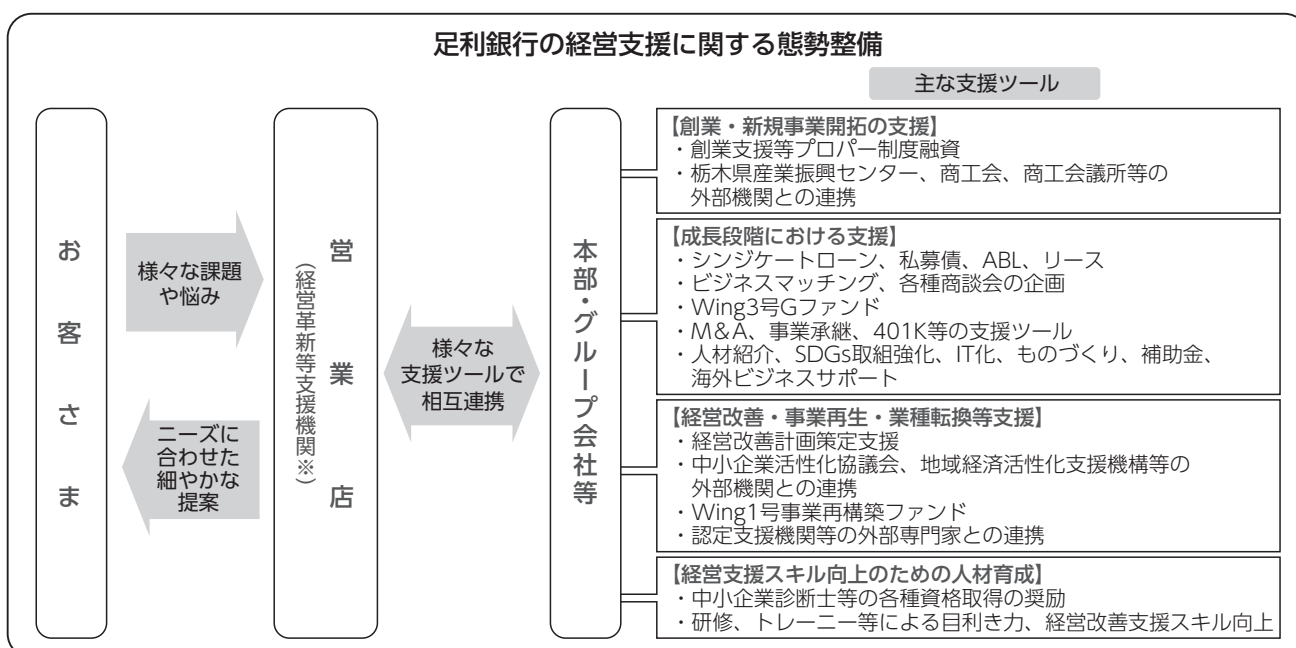 足利銀行の経営支援に関する態勢整備
主な支援ツール
お客さま
様々な課題
や悩み
ニーズに
合わせた
細やかな
提案
営業店
(経営革新等支援機関※)
様々な
支援ツールで
相互連携
本部・グループ会社等
【創業・新規事業開拓の支援】
・創業支援等プロパー制度融資
・栃木県産業振興センター、商工会、商工会議所等の
外部機関との連携
【成長段階における支援】
・シンジケートローン、私募債、ABL、リース
・ビジネスマッチング、各種商談会の企画
・Wing3号Gファンド
・M&A、事業承継、401K等の支援ツール
・人材紹介、SDGs取組強化、IT化、ものづくり、補助金、
海外ビジネスサポート
【経営改善・事業再生・業種転換等支援】
・経営改善計画策定支援
・中小企業活性化協議会、地域経済活性化支援機構等の
外部機関との連携
・Wing1号事業再構築ファンド
・認定支援機関等の外部専門家との連携
【経営支援スキル向上のための人材育成】
・中小企業診断士等の各種資格取得の奨励
・研修、トレーニー等による目利き力、経営改善支援スキル向上